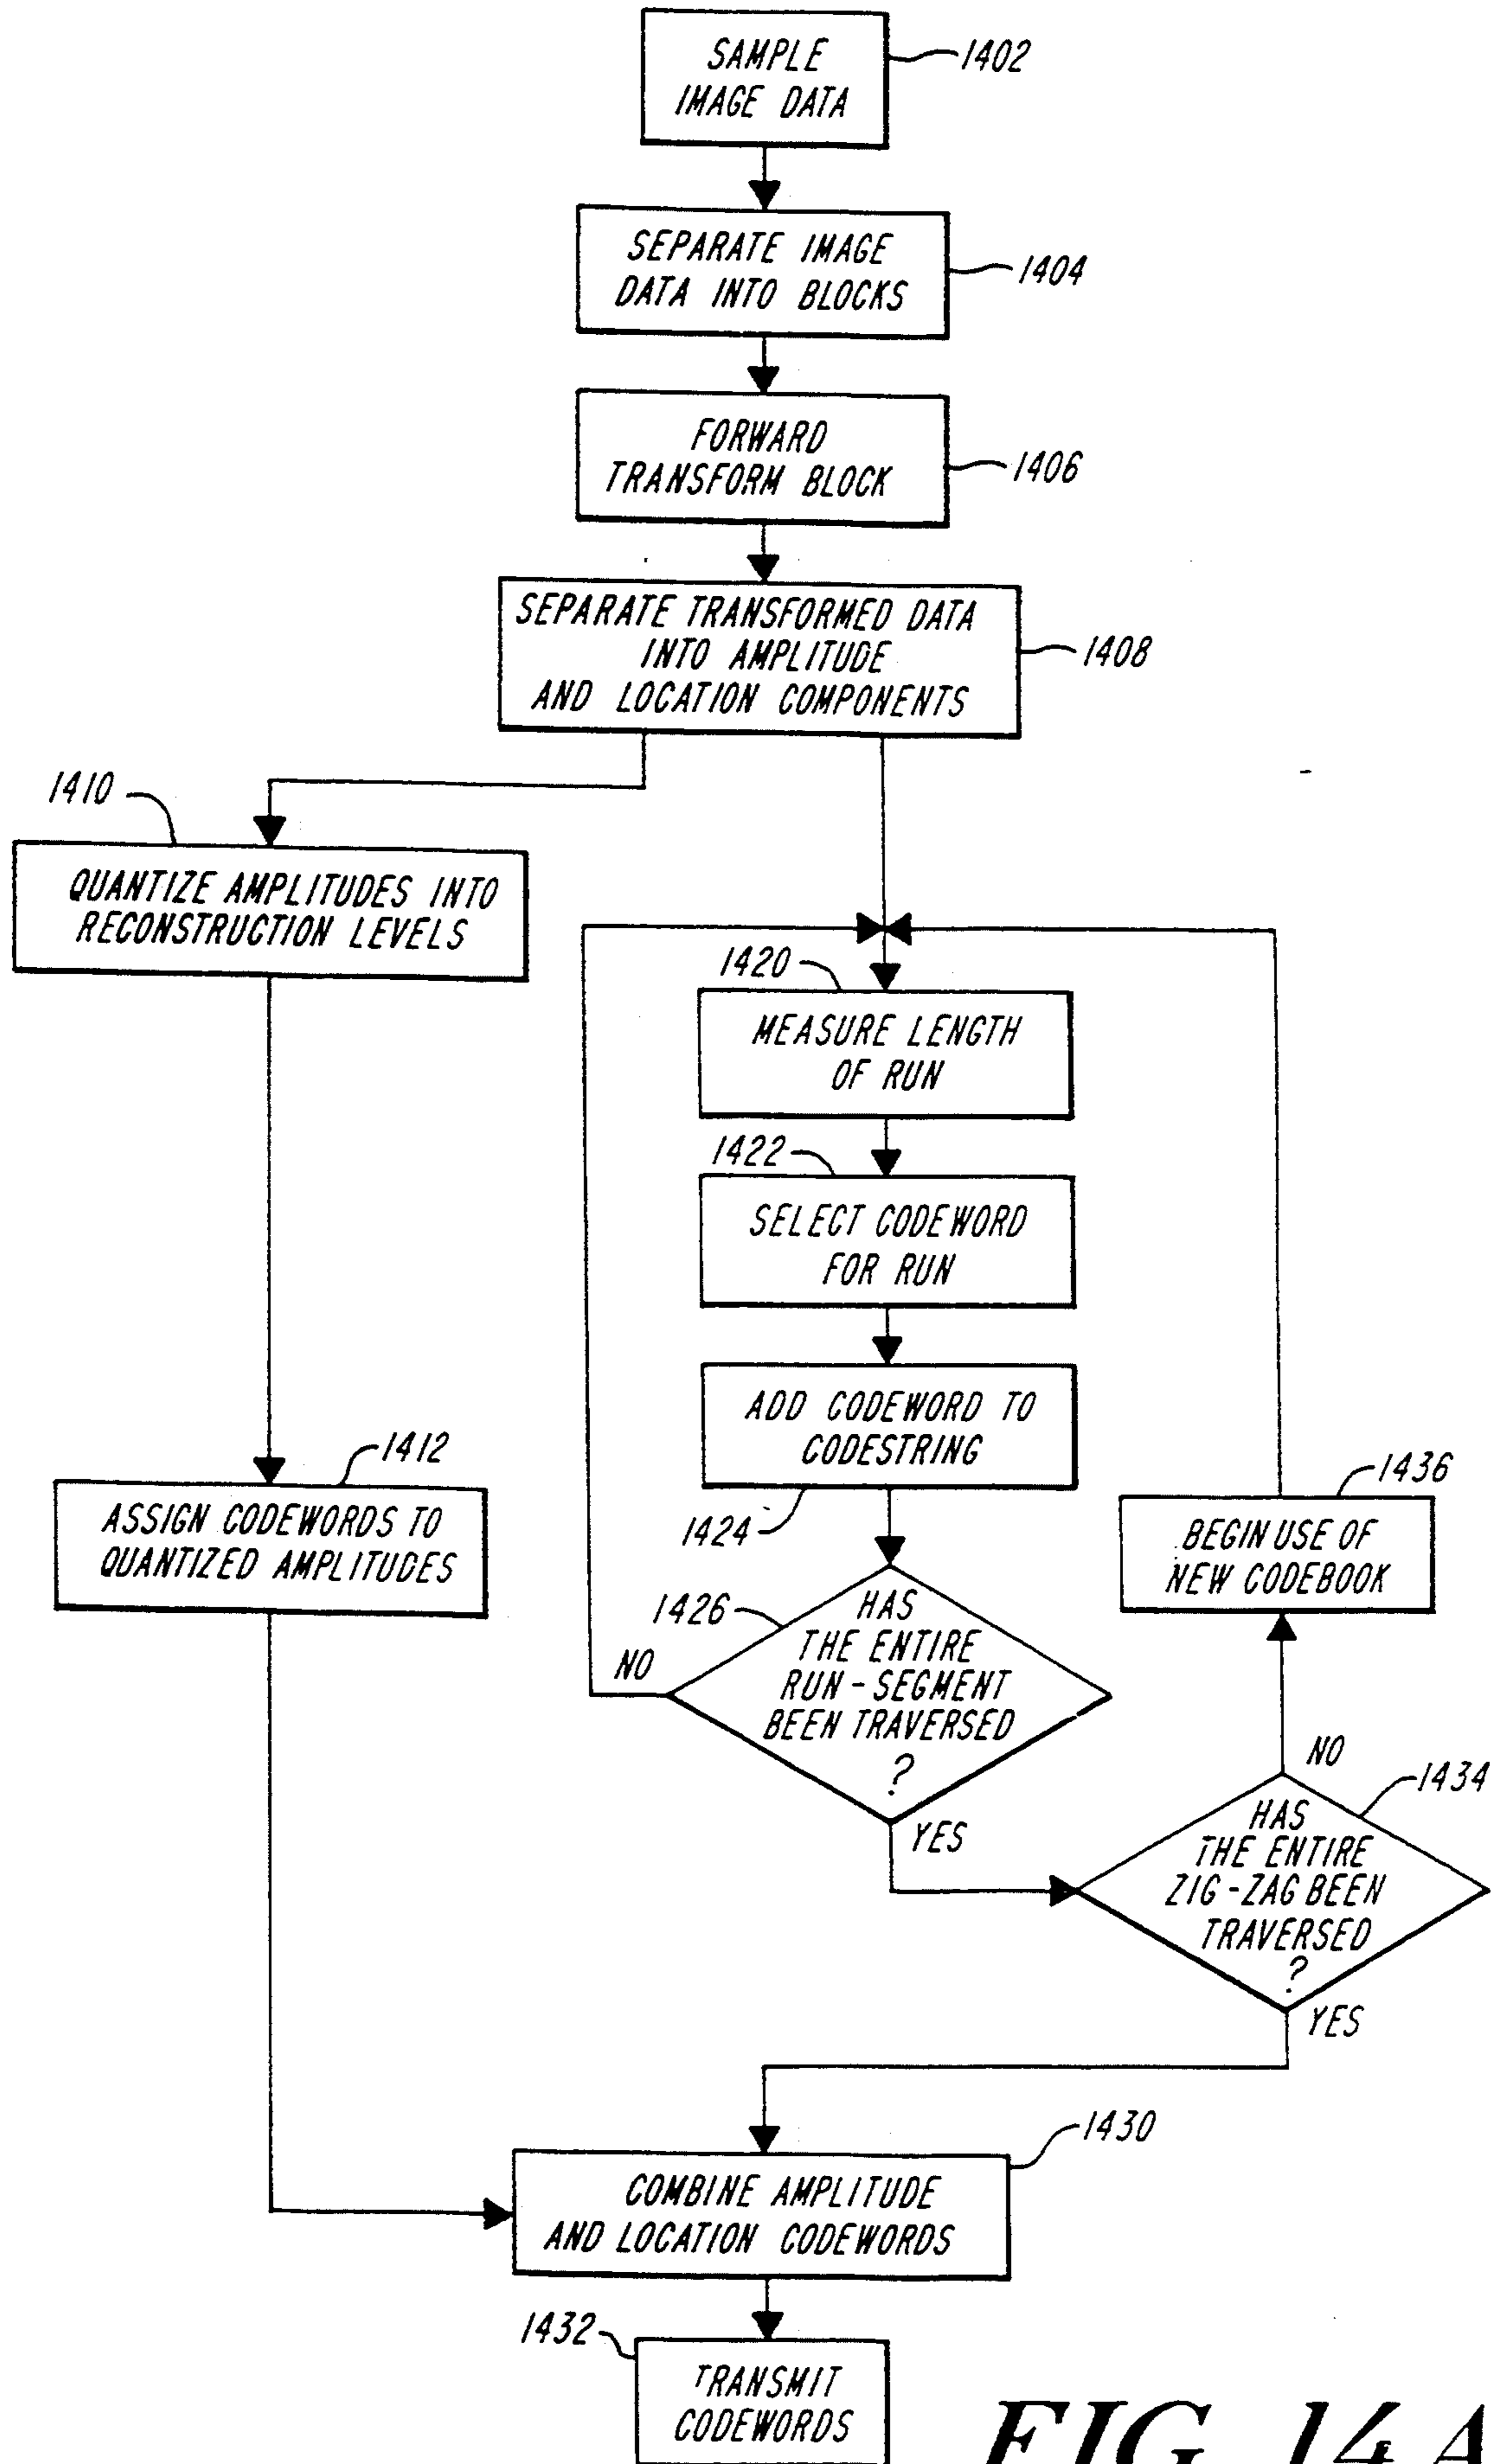 SAMPLE
IMAGE DATA
1402
SEPARATE IMAGE
DATA INTO BLOCKS
1404
FORWARD
TRANSFORM BLOCK
1406
SEPARATE TRANSFORMED DATA
INTO AMPLITUDE
AND LOCATION COMPONENTS
1408
1410
QUANTIZE AMPLITUDES INTO
RECONSTRUCTION LEVELS
1420
MEASURE LENGTH
OF RUN
1422
SELECT CODEWORD
FOR RUN
ADD CODEWORD TO
CODESTRING
1424
1412
ASSIGN CODEWORDS TO
QUANTIZED AMPLITUDES
1436
BEGIN USE OF
NEW CODEBOOK
1426
HAS
THE ENTIRE
RUN-SEGMENT
BEEN TRAVERSED
?
NO
YES
NO
1434
HAS
THE ENTIRE
ZIG-ZAG BEEN
TRAVERSED
?
YES
1430
COMBINE AMPLITUDE
AND LOCATION CODEWORDS
1432
TRANSMIT
CODEWORDS
FIG. 14A